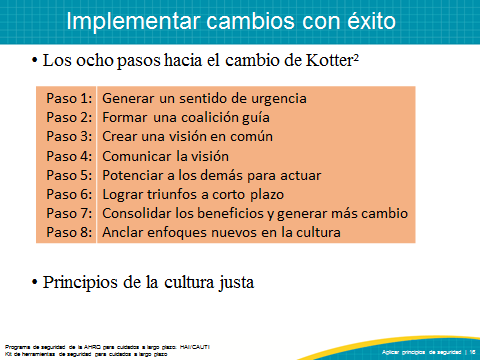 Implementar cambios con éxito
• Los ocho pasos hacia el cambio de Kotter²
Paso 1: Generar un sentido de urgencia
Paso 2: Formar una coalición guía
Paso 3: Crear una visión en común
Paso 4: Comunicar la visión
Paso 5: Potenciar a los demás para actuar
Paso 6: Lograr triunfos a corto plazo
Paso 7: Consolidar los beneficios y generar más cambio
Paso 8: Anclar enfoques nuevos en la cultura
• Principios de la cultura justa
Programa de seguridad de la AHRQ para cuidados a largo plazo: HAI/CAUTI
Kit de herramientas de seguridad para cuidados a largo plazo
Aplicar principios de seguridad | 16